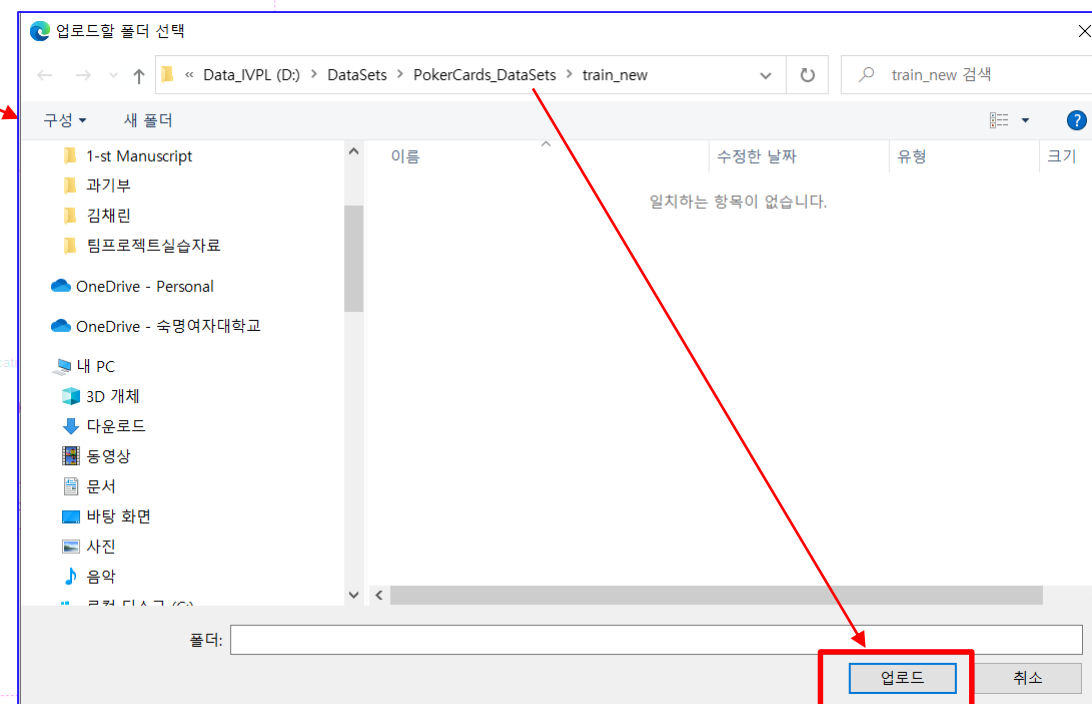 업로드할 폴더 선택
« Data_IVPL (D:) > DataSets > PokerCards_DataSets > train_new
train_new 검색
구성 새 폴더
?
이름 수정한 날짜 유형 크기
일치하는 항목이 없습니다.
1-st Manuscript
과기부
김채린
팀프로젝트실습자료
OneDrive - Personal
OneDrive - 숙명여자대학교
내 PC
3D 개체
다운로드
동영상
문서
바탕 화면
사진
음악
로컬 디스크 (C:)
폴더:
업로드 취소